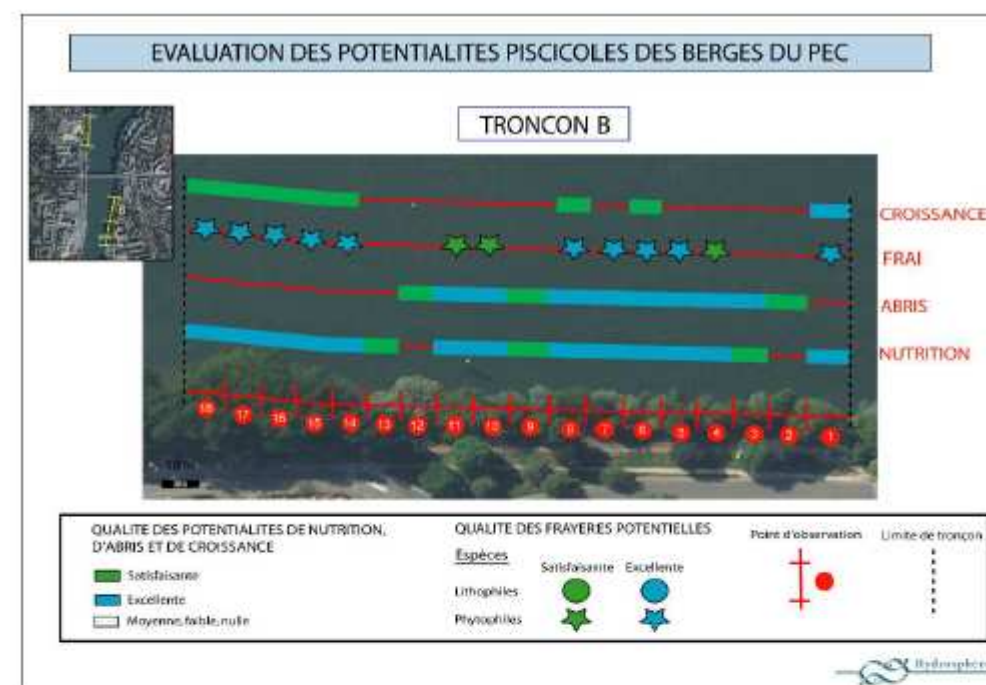 EVALUATION DES POTENTIALITES PISCICOLES DES BERGES DU PEC
TRONCON B
CROISSANCE
FRAI
ABRIS
NUTRITION
18 17 16 15 14 13 12 11 10 9 8 7 6 5 4 3 2 1
QUALITE DES POTENTIALITES DE NUTRITION,
D'ABRIS ET DE CROISSANCE
Satisfaisante
Excellente
Moyenne, faible, nulle
QUALITE DES FRAYERES POTENTIELLES
Espèces
Satisfaisante Excellente
Lithophiles
Phytophiles
Point d'observation
Limite de tronçon
Hydrosphère